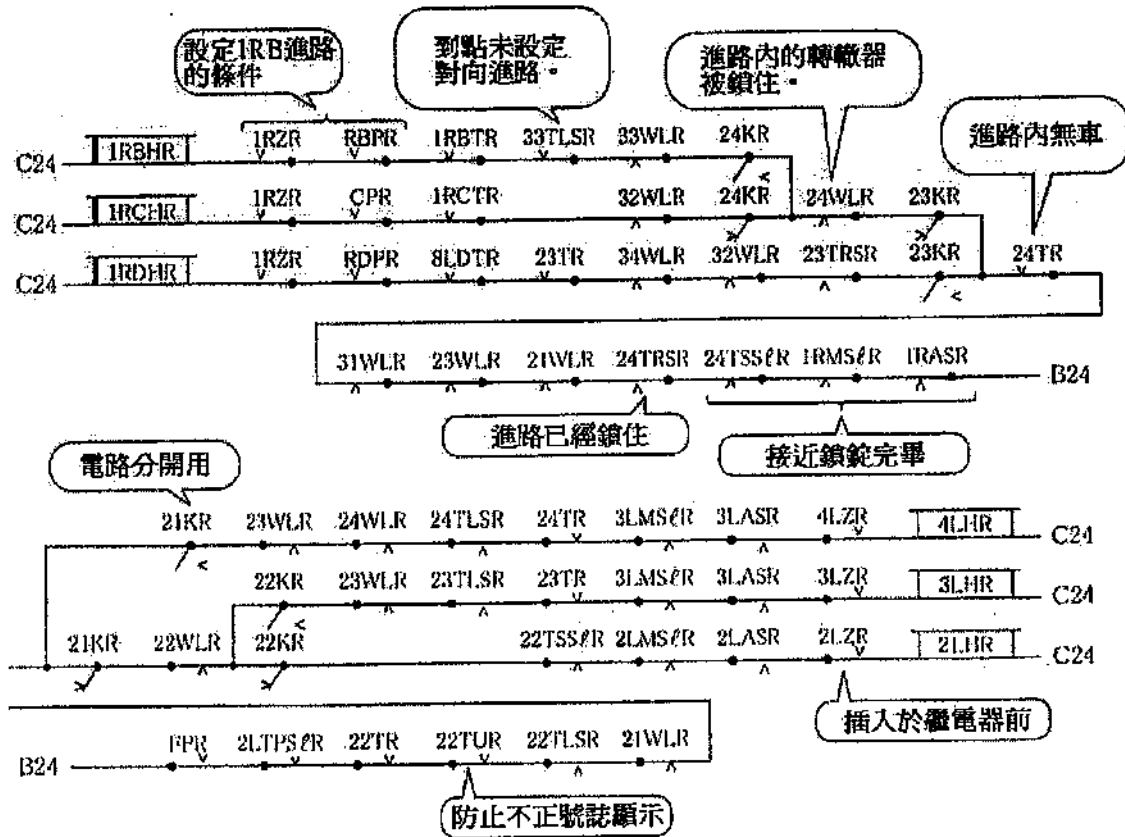 設定1RB進路
的條件
到點未設定
對向進路。
進路內的轉轍器
被鎖住。
進路內無車
C24 1RBHR 1RZR RBPR 1RBTR 33TLSR 33WLR 24KR
C24 1RCHR 1RZR CPR 1RCTR 32WLR 24KR 24WLR 23KR
C24 1RDHR 1RZR RDPR 8LDTR 23TR 34WLR 32WLR 23TRSR 23KR 24TR
31WLR 23WLR 21WLR 24TRSR 24TSSℓR 1RMSℓR 1RASR B24
進路已經鎖住
接近鎖錠完畢
電路分開用
21KR 23WLR 24WLR 24TLSR 24TR 3LMSℓR 3LASR 4LZR 4LHR C24
22KR 23WLR 23TLSR 23TR 3LMSℓR 3LASR 3LZR 3LHR C24
21KR 22WLR 22KR 22TSSℓR 2LMSℓR 2LASR 2LZR 2LHR C24
插入於繼電器前
B24 FPR 2LTPSℓR 22TR 22TUR 22TLSR 21WLR
防止不正號誌顯示